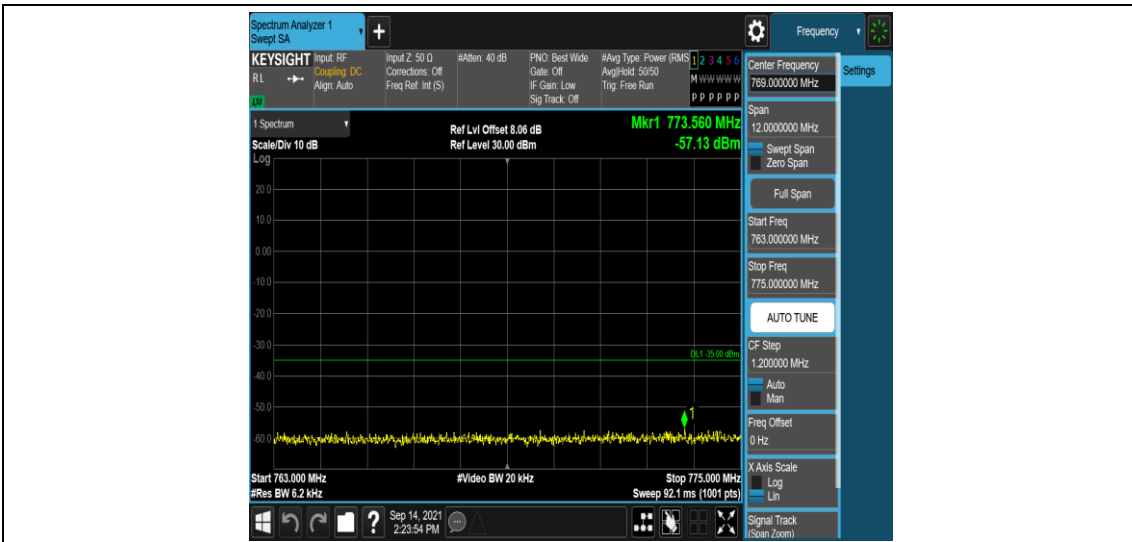 Spectrum Analyzer 1
Swept SA
+
Frequency
KEYSIGHT
RL
LXI
Input: RF
Coupling: DC
Align: Auto
Input Z: 50 Ω
Corrections: Off
Freq Ref: Int (S)
#Atten: 40 dB
PNO: Best Wide
Gate: Off
IF Gain: Low
Sig Track: Off
#Avg Type: Power (RMS
Avg|Hold: 50/50
Trig: Free Run
1 2 3 4 5 6
M W W W W W
P P P P P P
1 Spectrum
Scale/Div 10 dB
Ref Lvl Offset 8.06 dB
Ref Level 30.00 dBm
Mkr1 773.560 MHz
-57.13 dBm
Log
20.0
10.0
0.00
-10.0
-20.0
-30.0
DL1 -35.00 dBm
-40.0
-50.0
1
-60.0
Start 763.000 MHz
#Res BW 6.2 kHz
#Video BW 20 kHz
Stop 775.000 MHz
Sweep 92.1 ms (1001 pts)
?
Sep 14, 2021
2:23:54 PM
Center Frequency
769.000000 MHz
Settings
Span
12.0000000 MHz
Swept Span
Zero Span
Full Span
Start Freq
763.000000 MHz
Stop Freq
775.000000 MHz
AUTO TUNE
CF Step
1.200000 MHz
Auto
Man
Freq Offset
0 Hz
X Axis Scale
Log
Lin
Signal Track
(Span Zoom)